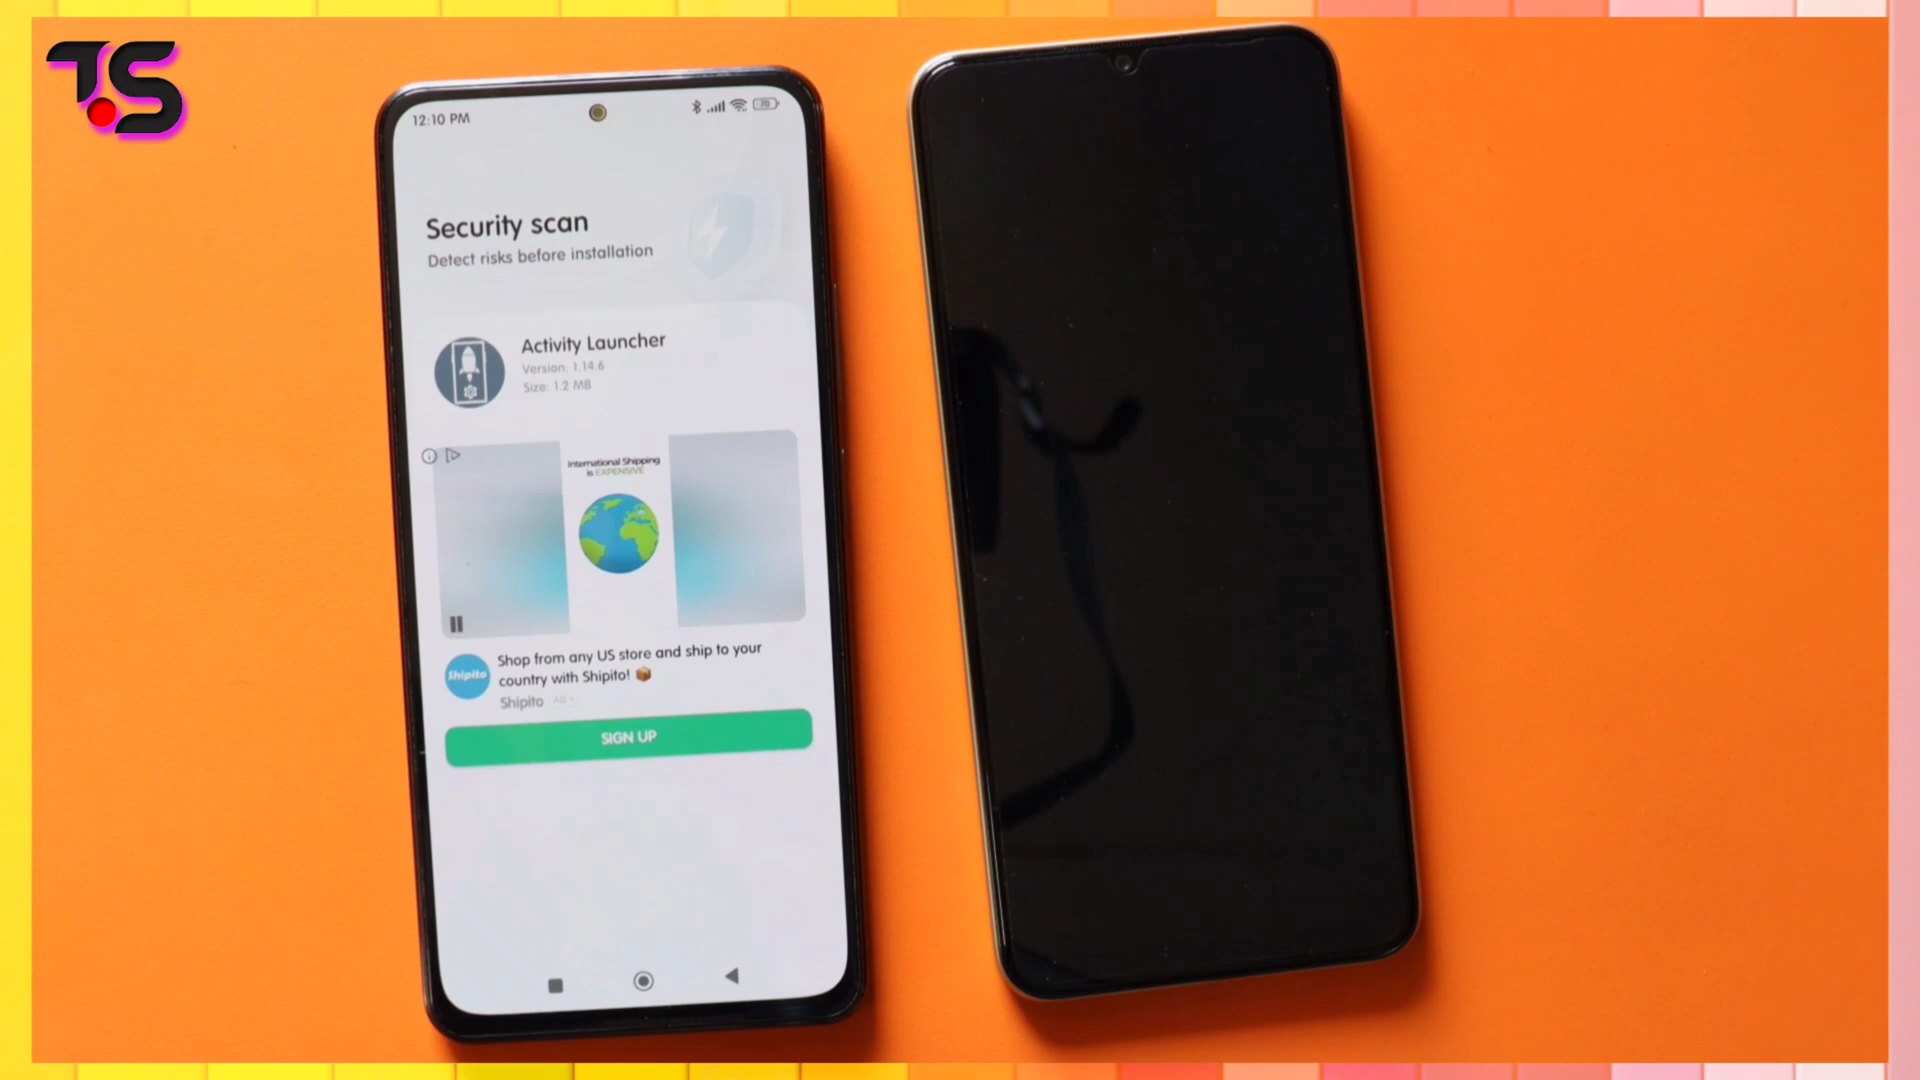 TS
12:10 PM
70
Security scan
Detect risks before installation
Activity Launcher
Version: 1.14.6
Size: 1.2 MB
International Shipping
is EXPENSIVE
Shipito
Shop from any US store and ship to your
country with Shipito! 📦
Shipito AD
SIGN UP